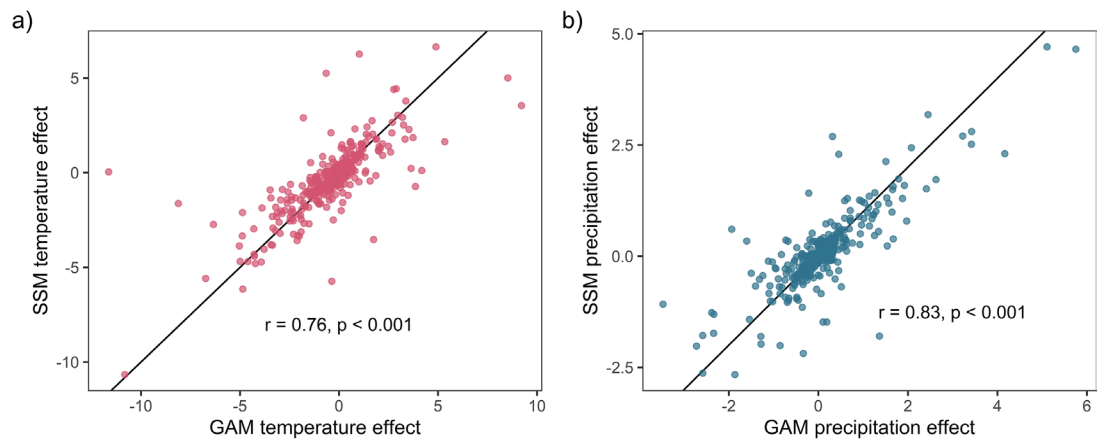 a)
SSM temperature effect
5
0
-5
-10
r = 0.76, p < 0.001
-10 -5 0 5 10
GAM temperature effect
b)
SSM precipitation effect
5.0
2.5
0.0
-2.5
r = 0.83, p < 0.001
-2 0 2 4 6
GAM precipitation effect